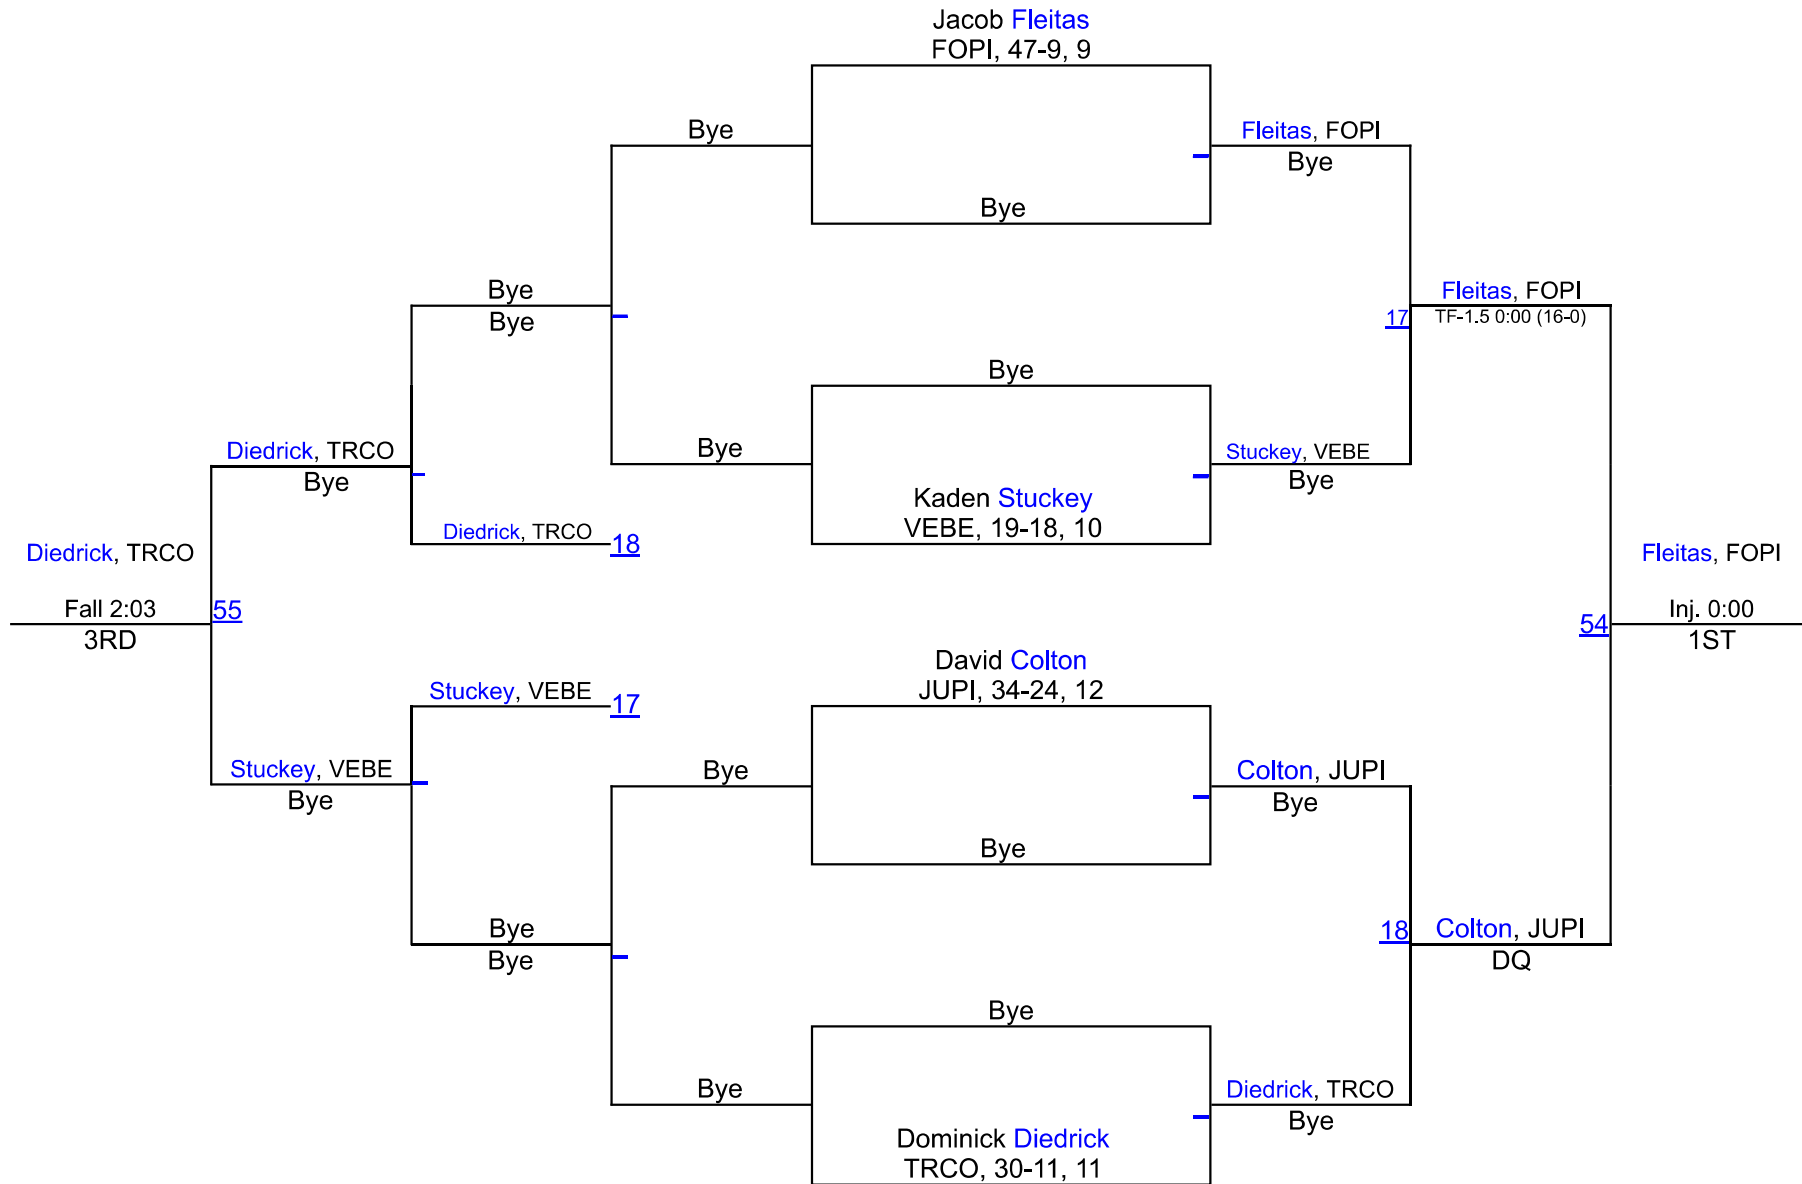 Jacob Fleitas
FOPI, 47-9, 9
Bye
Fleitas, FOPI
Bye
Bye
Bye
Bye
Fleitas, FOPI
17
TF-1.5 0:00 (16-0)
Bye
Diedrick, TRCO
Bye
Bye
Stuckey, VEBE
Bye
Kaden Stuckey
VEBE, 19-18, 10
Diedrick, TRCO
18
Diedrick, TRCO
Fleitas, FOPI
Fall 2:03
55
3RD
54
Inj. 0:00
1ST
David Colton
JUPI, 34-24, 12
Stuckey, VEBE
17
Stuckey, VEBE
Bye
Bye
Colton, JUPI
Bye
Bye
Bye
Bye
18
Colton, JUPI
DQ
Bye
Bye
Diedrick, TRCO
Bye
Dominick Diedrick
TRCO, 30-11, 11